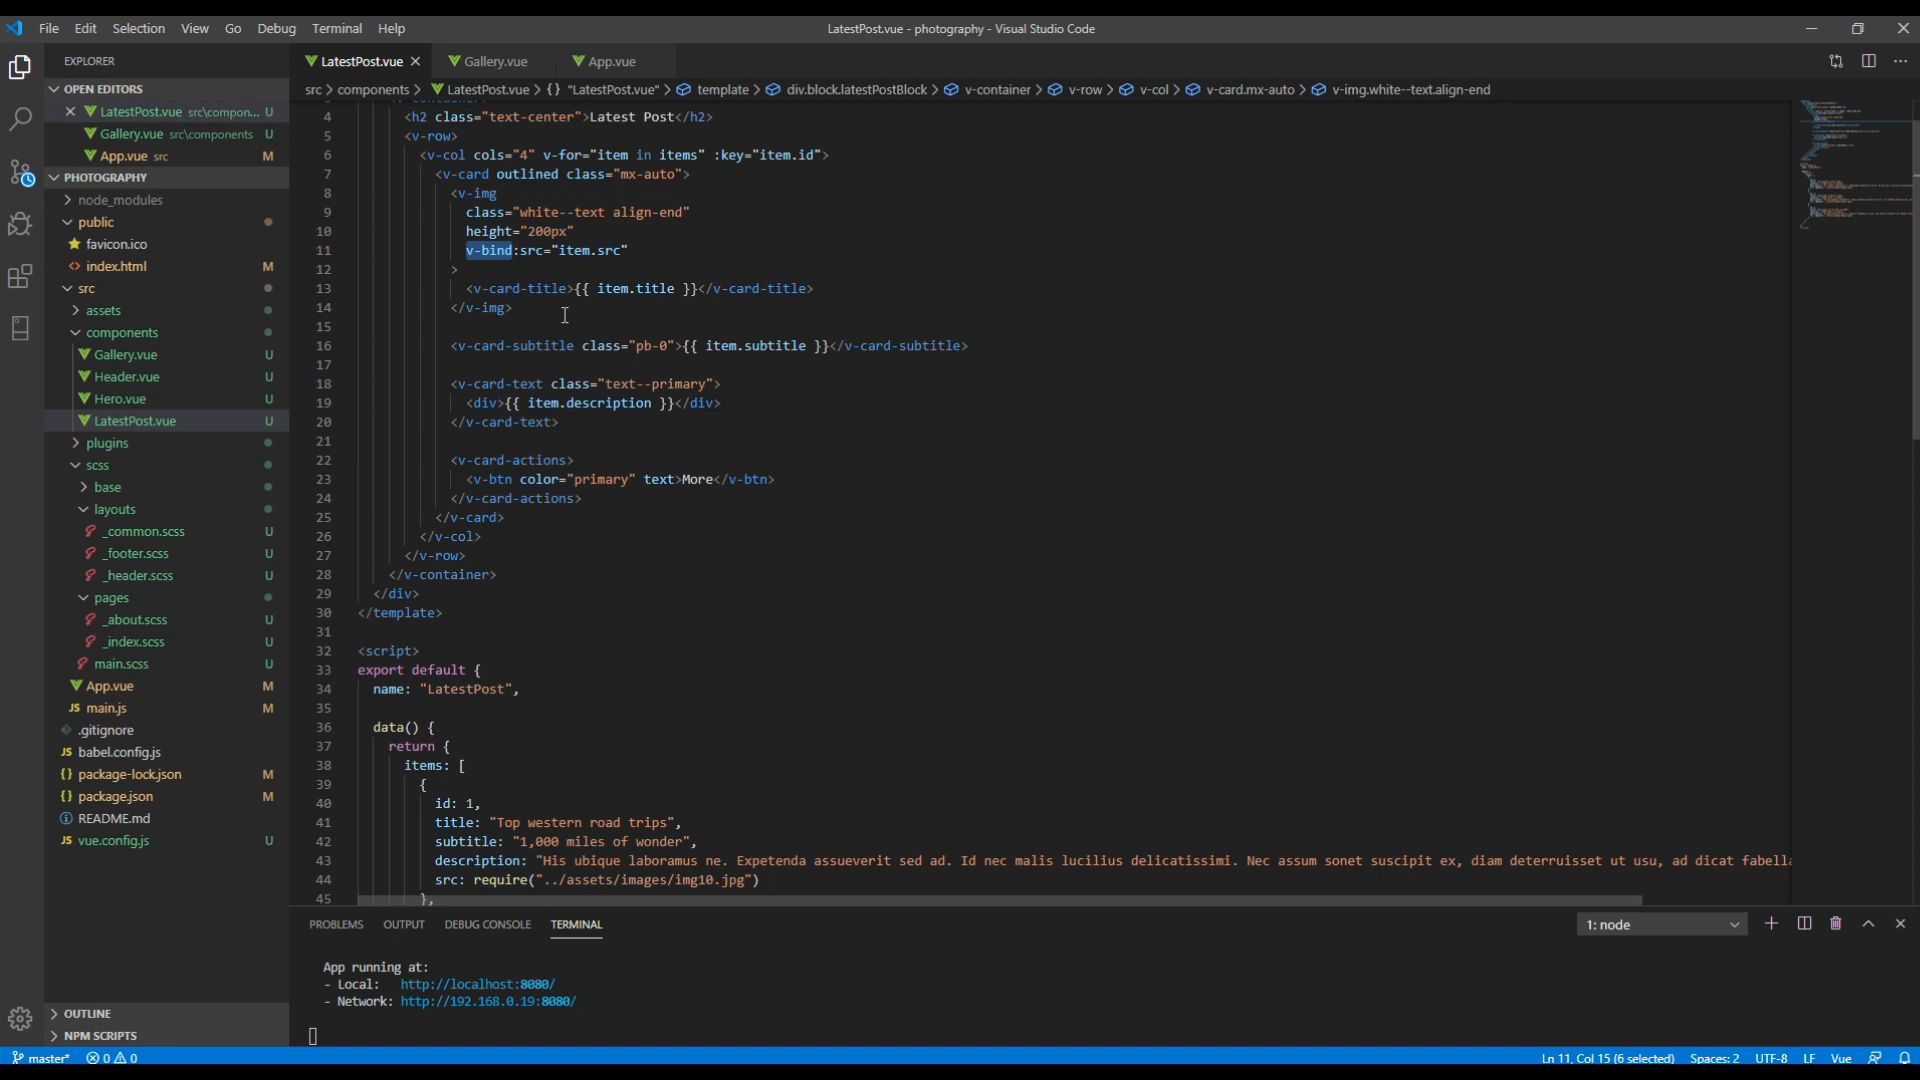 File Edit Selection View Go Debug Terminal Help
LatestPost.vue - photography - Visual Studio Code
EXPLORER
OPEN EDITORS
LatestPost.vue src\compon... U
Gallery.vue src\components U
App.vue src M
PHOTOGRAPHY
node_modules
public
favicon.ico
index.html M
src
assets
components
Gallery.vue U
Header.vue U
Hero.vue U
LatestPost.vue U
plugins
scss
base
layouts
_common.scss U
_footer.scss U
_header.scss U
pages
_about.scss U
_index.scss U
main.scss U
App.vue M
JS main.js M
.gitignore
JS babel.config.js
{} package-lock.json M
{} package.json M
README.md
JS vue.config.js U
OUTLINE
NPM SCRIPTS
LatestPost.vue Gallery.vue App.vue
src > components > LatestPost.vue > {} "LatestPost.vue" > template > div.block.latestPostBlock > v-container > v-row > v-col > v-card.mx-auto > v-img.white--text.align-end
4 <h2 class="text-center">Latest Post</h2>
5 <v-row>
6 <v-col cols="4" v-for="item in items" :key="item.id">
7 <v-card outlined class="mx-auto">
8 <v-img
9 class="white--text align-end"
10 height="200px"
11 v-bind:src="item.src"
12 >
13 <v-card-title>{{ item.title }}</v-card-title>
14 </v-img>
15
16 <v-card-subtitle class="pb-0">{{ item.subtitle }}</v-card-subtitle>
17
18 <v-card-text class="text--primary">
19 <div>{{ item.description }}</div>
20 </v-card-text>
21
22 <v-card-actions>
23 <v-btn color="primary" text>More</v-btn>
24 </v-card-actions>
25 </v-card>
26 </v-col>
27 </v-row>
28 </v-container>
29 </div>
30 </template>
31
32 <script>
33 export default {
34 name: "LatestPost",
35
36 data() {
37 return {
38 items: [
39 {
40 id: 1,
41 title: "Top western road trips",
42 subtitle: "1,000 miles of wonder",
43 description: "His ubique laboramus ne. Expetenda assueverit sed ad. Id nec malis lucilius delicatissimi. Nec assum sonet suscipit ex, diam deterruisset ut usu, ad dicat fabella
44 src: require("../assets/images/img10.jpg")
45 },
PROBLEMS OUTPUT DEBUG CONSOLE TERMINAL
1: node
App running at:
- Local: http://localhost:8080/
- Network: http://192.168.0.19:8080/
master* 0 0
Ln 11, Col 15 (6 selected) Spaces: 2 UTF-8 LF Vue